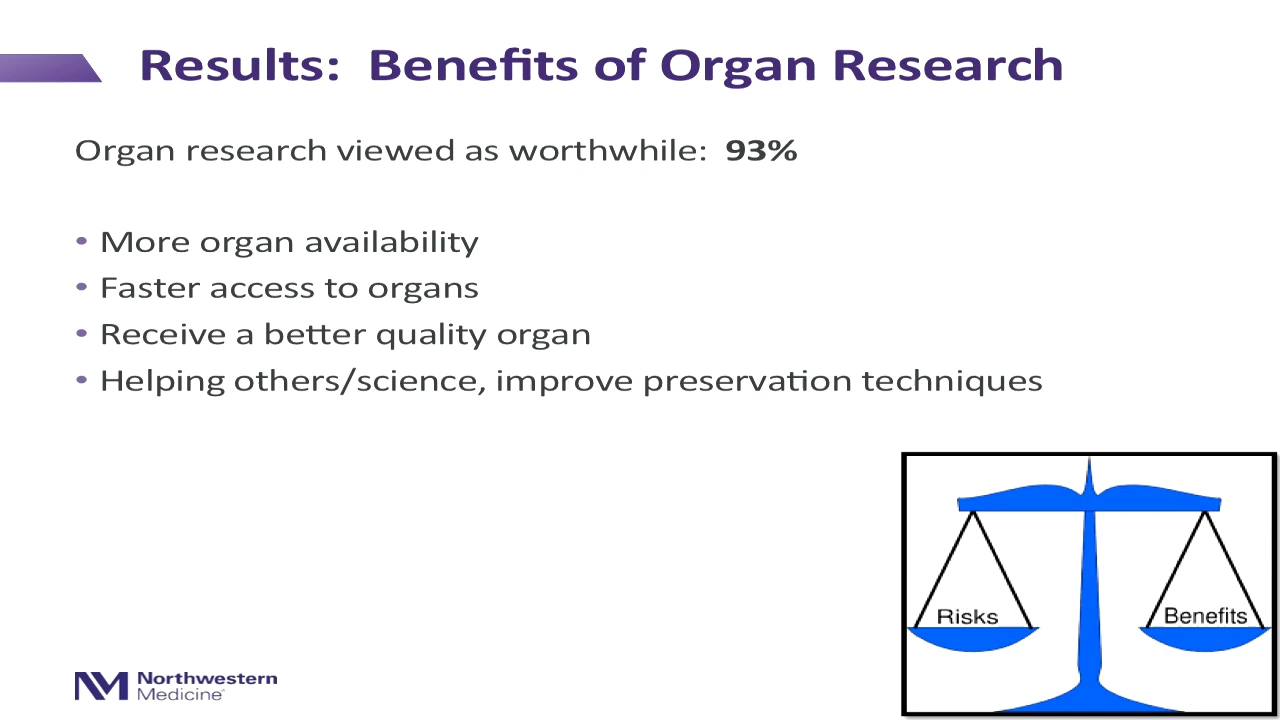 Results: Benefits of Organ Research
Organ research viewed as worthwhile: 93%
• More organ availability
• Faster access to organs
• Receive a better quality organ
• Helping others/science, improve preservation techniques
Risks
Benefits
NM Northwestern
Medicine®